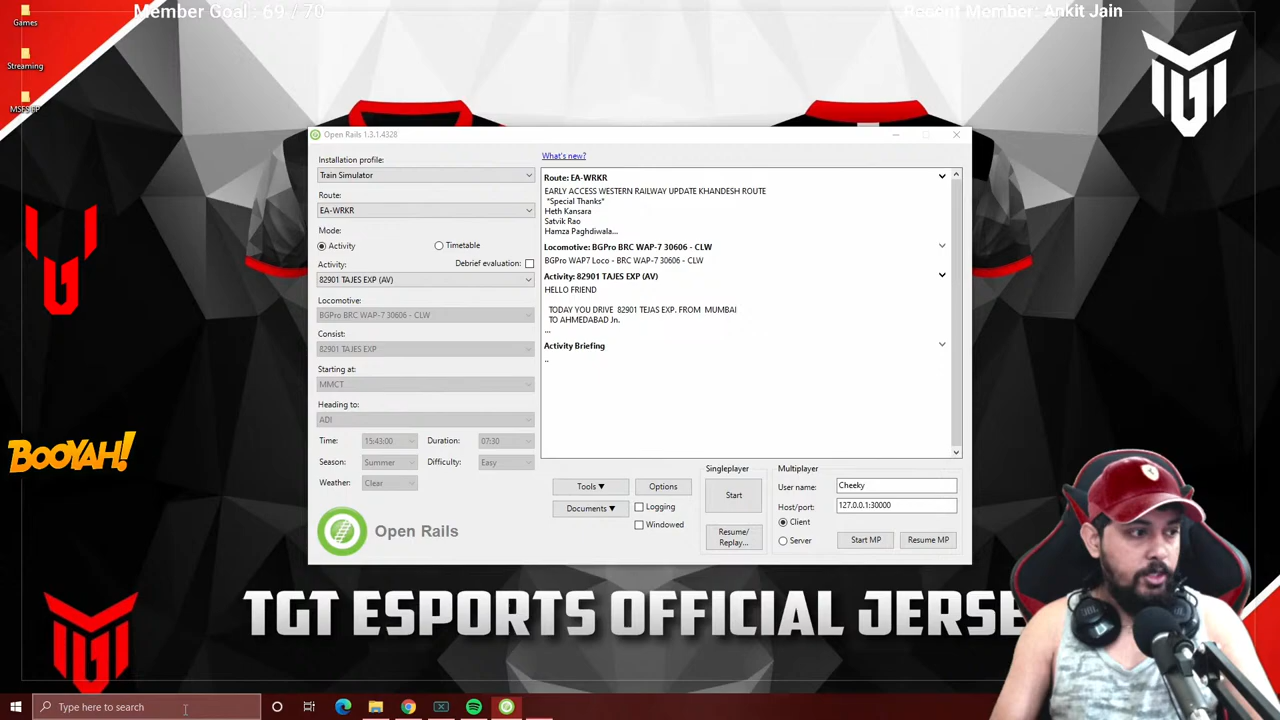 Member Goal : 69 / 70
Recent Member: Ankit Jain
Games
Streaming
TGT
Open Rails 1.3.1.4328
Installation profile:
Train Simulator
Route:
EA-WRKR
Mode:
Activity
Timetable
Activity:
Debrief evaluation:
82901 TAJES EXP (AV)
Locomotive:
BGPro BRC WAP-7 30606 - CLW
Consist:
82901 TAJES EXP
Starting at:
MMCT
Heading to:
ADI
Time:
15:43:00
Duration:
07:30
Season:
Summer
Difficulty:
Easy
Weather:
Clear
Open Rails
What's new?
Route: EA-WRKR
EARLY ACCESS WESTERN RAILWAY UPDATE KHANDESH ROUTE
*Special Thanks*
Heth Kansara
Satvik Rao
Hamza Paghdiwala...
Locomotive: BGPro BRC WAP-7 30606 - CLW
BGPro WAP7 Loco - BRC WAP-7 30606 - CLW
Activity: 82901 TAJES EXP (AV)
HELLO FRIEND
TODAY YOU DRIVE 82901 TEJAS EXP. FROM MUMBAI
TO AHMEDABAD Jn.
...
Activity Briefing
..
Tools ▼
Options
Documents ▼
Logging
Windowed
Singleplayer
Start
Resume/
Replay...
Multiplayer
User name:
Cheeky
Host/port:
127.0.0.1:30000
Client
Server
Start MP
Resume MP
BOOYAH!
TGT ESPORTS OFFICIAL JERSE
JBL
Type here to search